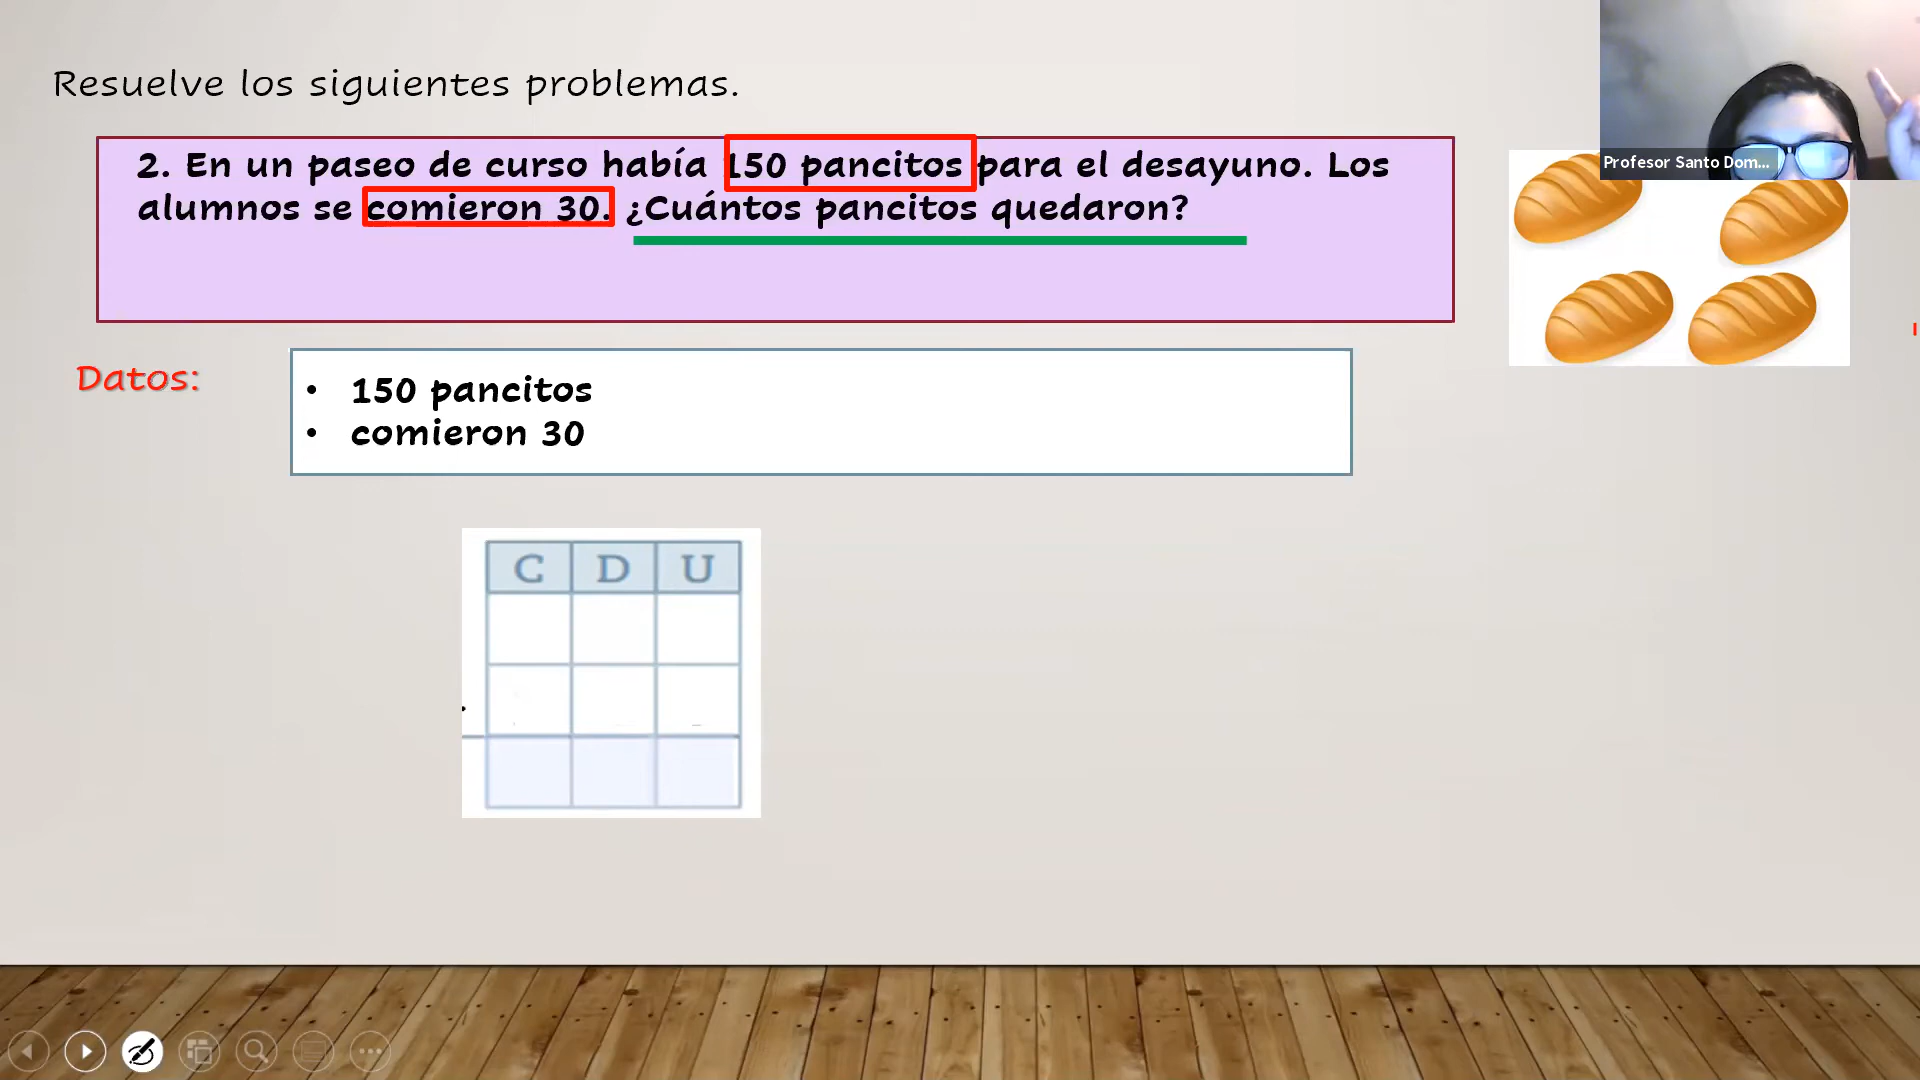 Resuelve los siguientes problemas.
2. En un paseo de curso había 150 pancitos para el desayuno. Los
alumnos se comieron 30. ¿Cuántos pancitos quedaron?
Profesor Santo Dom...
Datos:
• 150 pancitos
• comieron 30
C D U